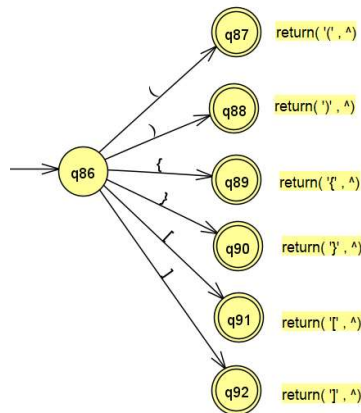 q87 return( '(' , ^)
(
q88 return( ')' , ^)
)
q86
{
q89 return( '{' , ^)
}
q90 return( '}' , ^)
[
q91 return( '[' , ^)
]
q92 return( ']' , ^)